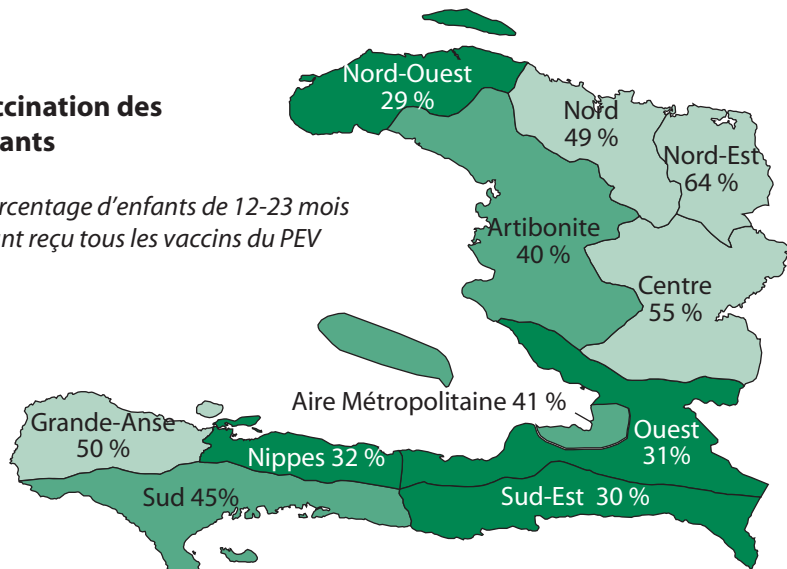 ccination des
ants
rcentage d'enfants de 12-23 mois
ant reçu tous les vaccins du PEV
Nord-Ouest
29 %
Nord
49 %
Nord-Est
64 %
Artibonite
40 %
Centre
55 %
Aire Métropolitaine 41 %
Grande-Anse
50 %
Ouest
31%
Nippes 32 %
Sud 45%
Sud-Est 30 %